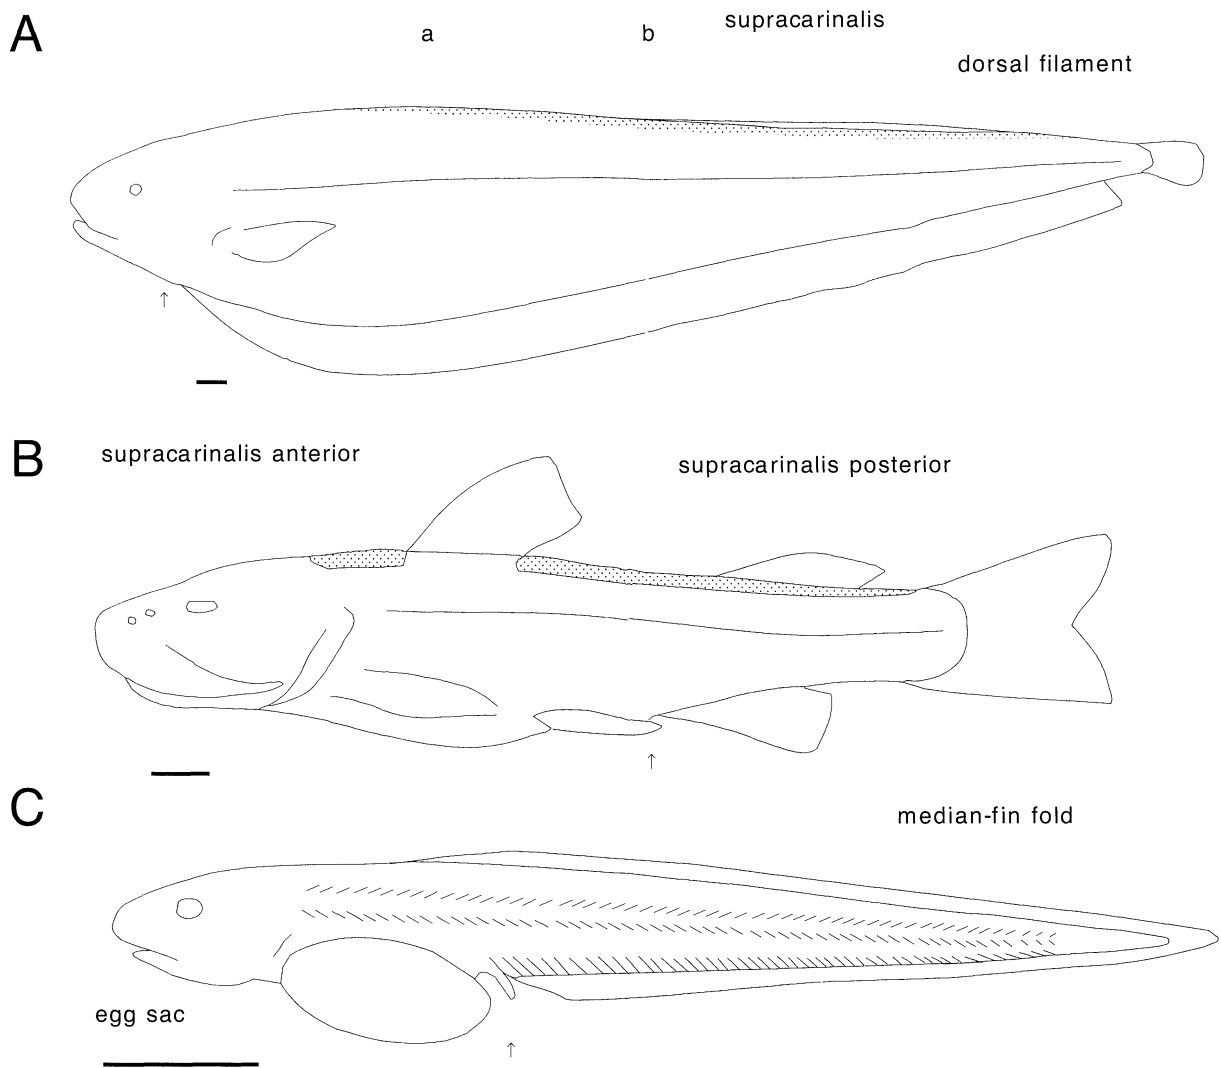 A
a
b
supracarinalis
dorsal filament
B
supracarinalis anterior
supracarinalis posterior
C
median-fin fold
egg sac